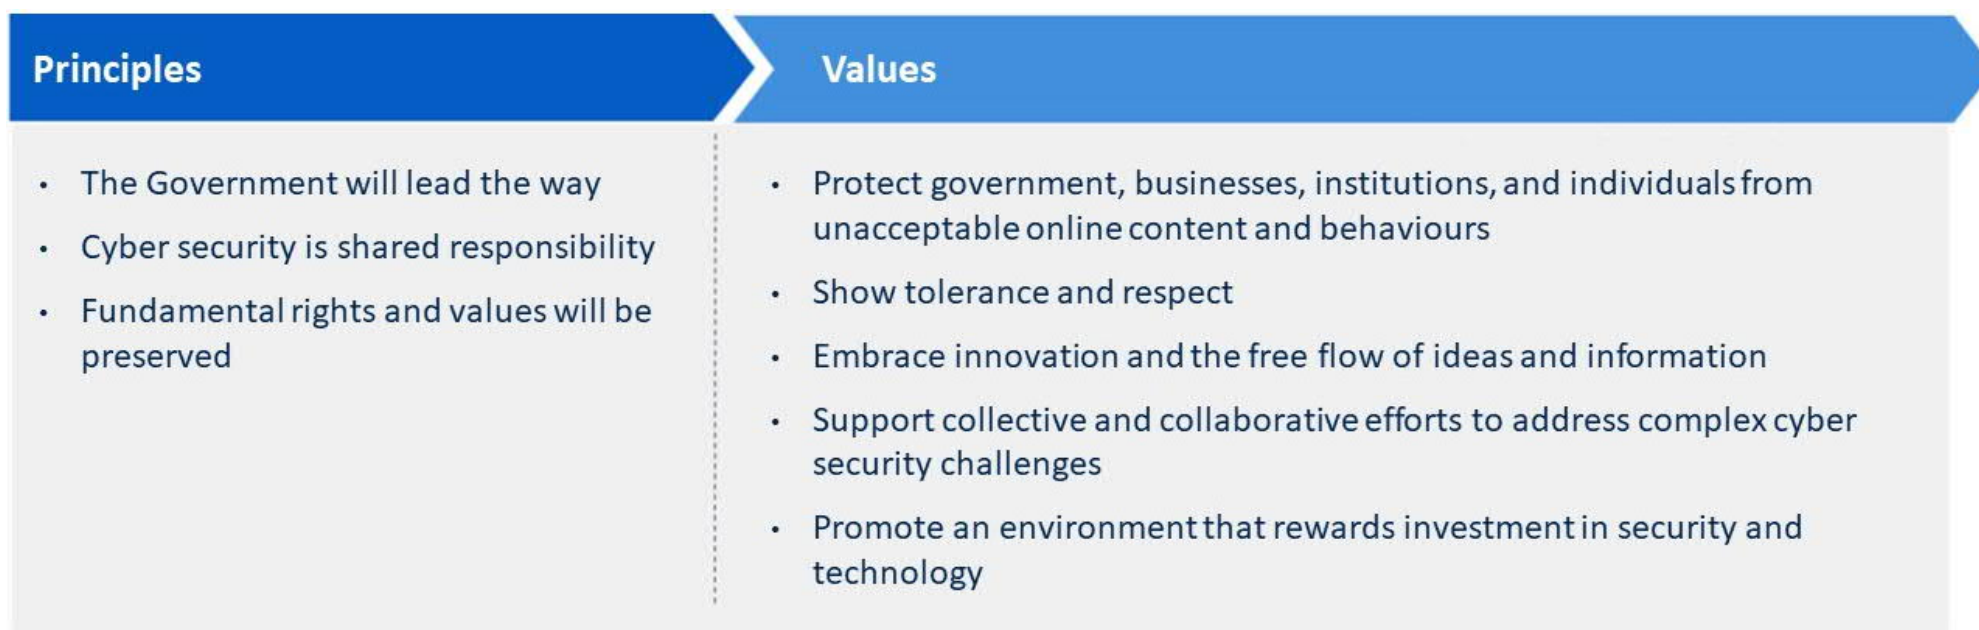 Principles
Values
• The Government will lead the way
• Cyber security is shared responsibility
• Fundamental rights and values will be
preserved
• Protect government, businesses, institutions, and individuals from
unacceptable online content and behaviours
• Show tolerance and respect
• Embrace innovation and the free flow of ideas and information
• Support collective and collaborative efforts to address complex cyber
security challenges
• Promote an environment that rewards investment in security and
technology